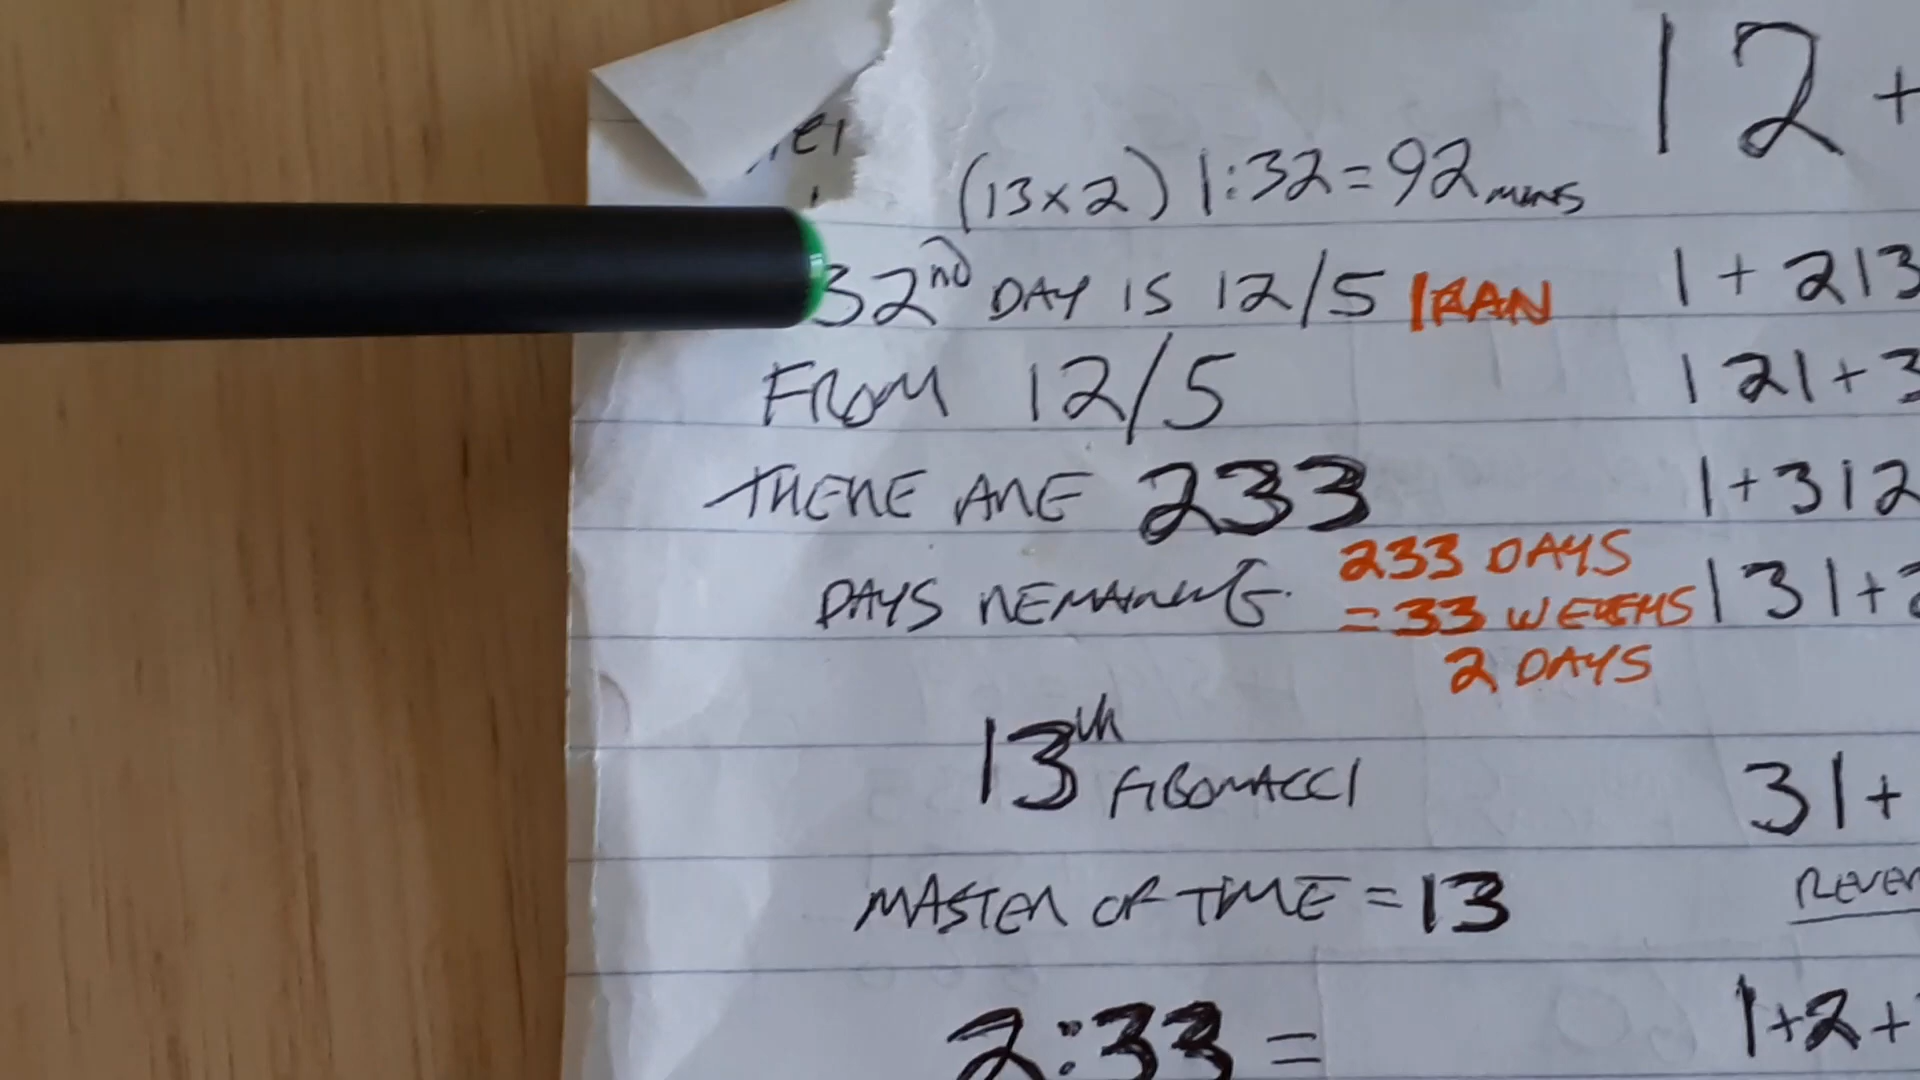 12 +
(13x2) 1:32 = 92 MINS
32nd DAY IS 12/5 IRAN
1 + 213
FROM 12/5
121 + 3
THERE ARE 233
1 + 312
DAYS REMAINING.
233 DAYS
= 33 WEEKS
2 DAYS
131 +
13th FIBONACCI
31 +
MASTER OF TIME = 13
REVER
2:33 =
1 + 2 +